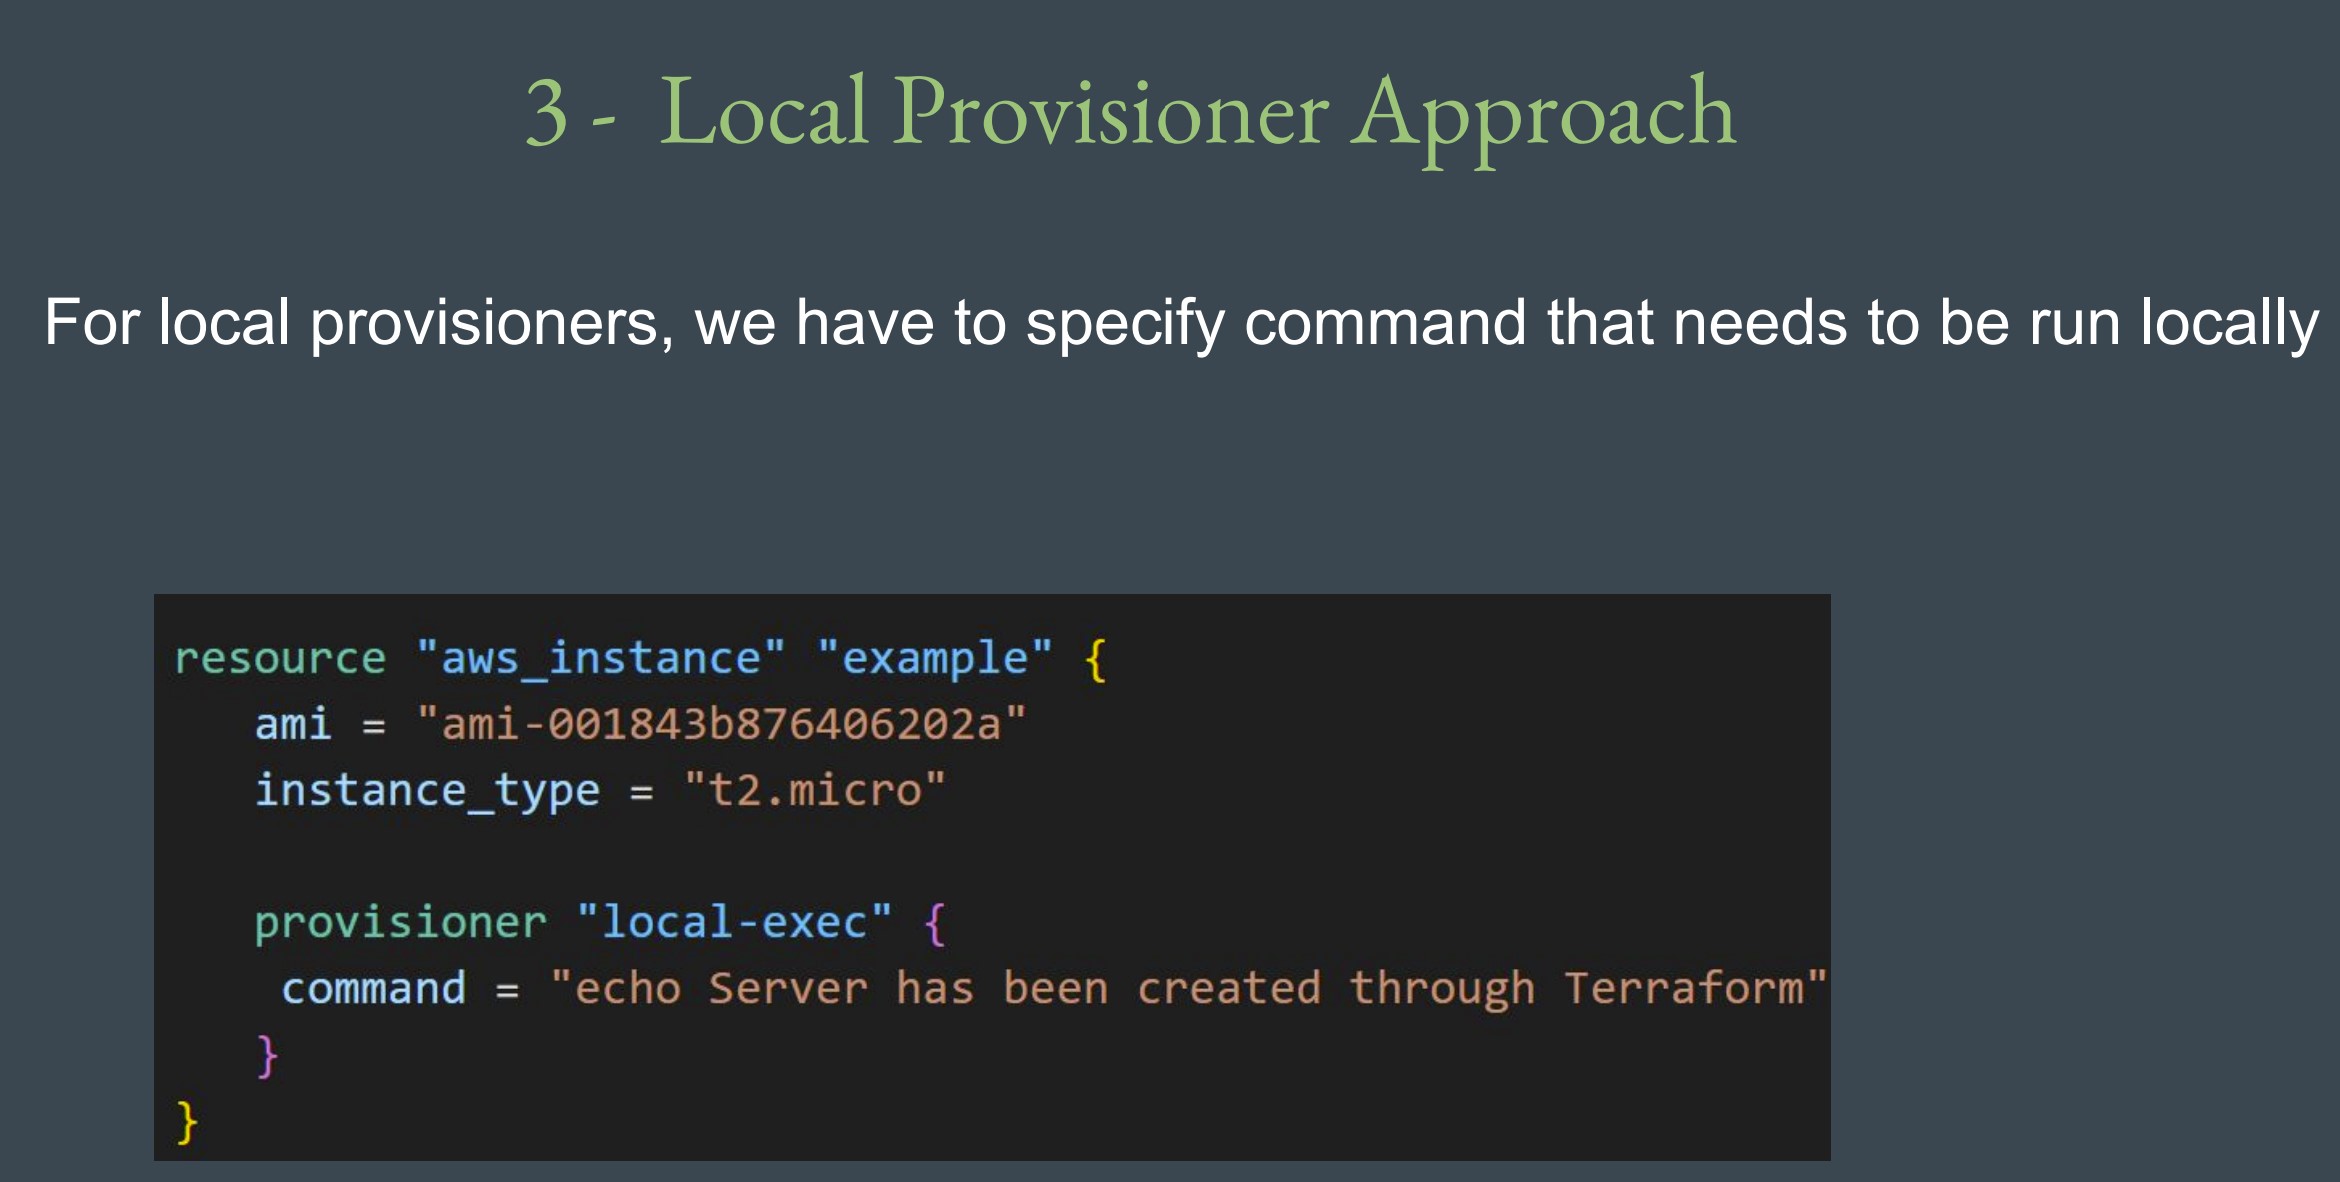 3 - Local Provisioner Approach
For local provisioners, we have to specify command that needs to be run locally
resource "aws_instance" "example" {
   ami = "ami-001843b876406202a"
   instance_type = "t2.micro"
   provisioner "local-exec" {
    command = "echo Server has been created through Terraform"
   }
}